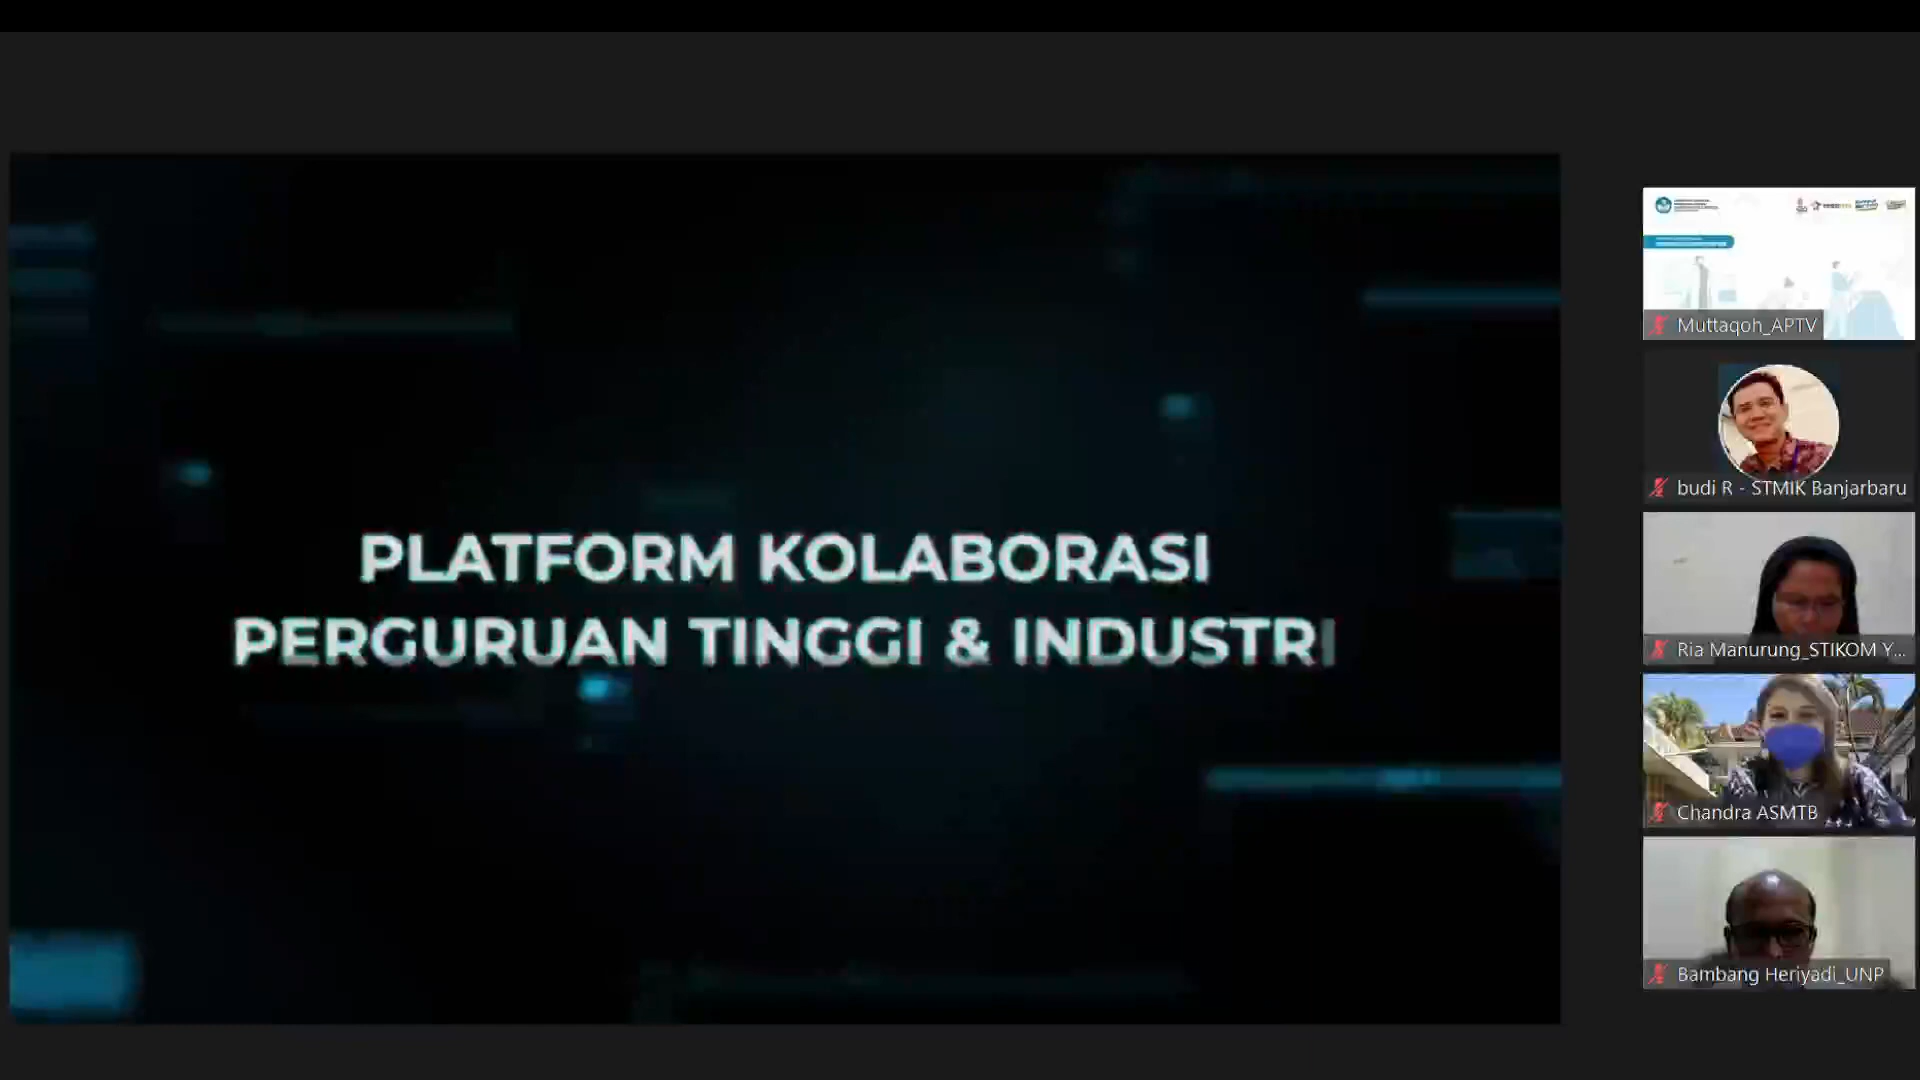 PLATFORM KOLABORASI
PERGURUAN TINGGI & INDUSTRI
Muttaqoh_APTV
budi R - STMIK Banjarbaru
Ria Manurung_STIKOM Y...
Chandra ASMTB
Bambang Heriyadi_UNP